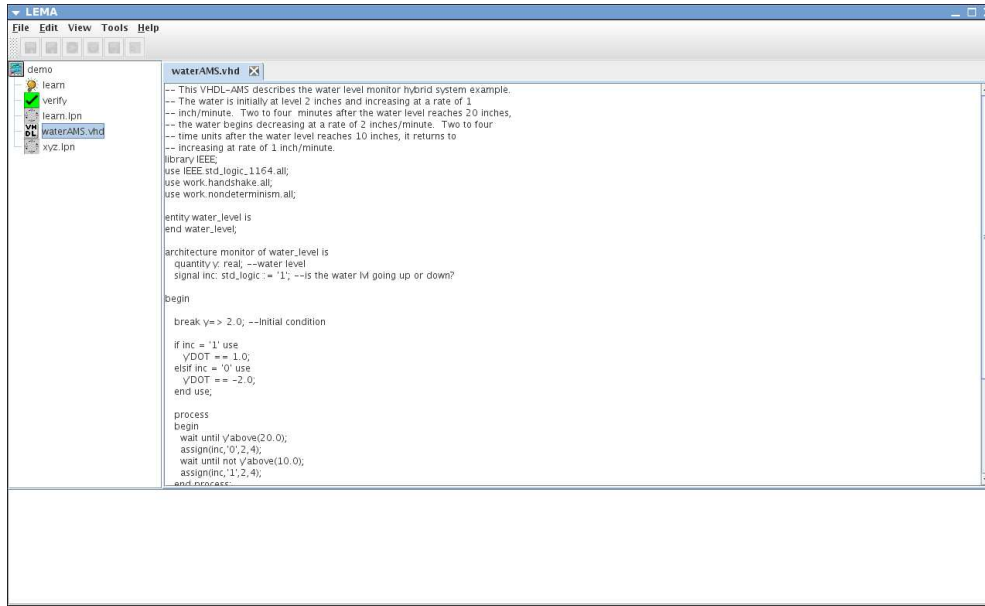 LEMA
File Edit View Tools Help
demo
learn
verify
learn.lpn
VHDL waterAMS.vhd
xyz.lpn
waterAMS.vhd
-- This VHDL-AMS describes the water level monitor hybrid system example.
-- The water is initially at level 2 inches and increasing at a rate of 1
-- inch/minute. Two to four minutes after the water level reaches 20 inches,
-- the water begins decreasing at a rate of 2 inches/minute. Two to four
-- time units after the water level reaches 10 inches, it returns to
-- increasing at rate of 1 inch/minute.
library IEEE;
use IEEE.std_logic_1164.all;
use work.handshake.all;
use work.nondeterminism.all;
entity water_level is
end water_level;
architecture monitor of water_level is
quantity y: real; --water level
signal inc: std_logic := '1'; --is the water lvl going up or down?
begin
break y=> 2.0; --Initial condition
if inc = '1' use
y'DOT == 1.0;
elsif inc = '0' use
y'DOT == -2.0;
end use;
process
begin
wait until y'above(20.0);
assign(inc,'0',2,4);
wait until not y'above(10.0);
assign(inc,'1',2,4);
end process;